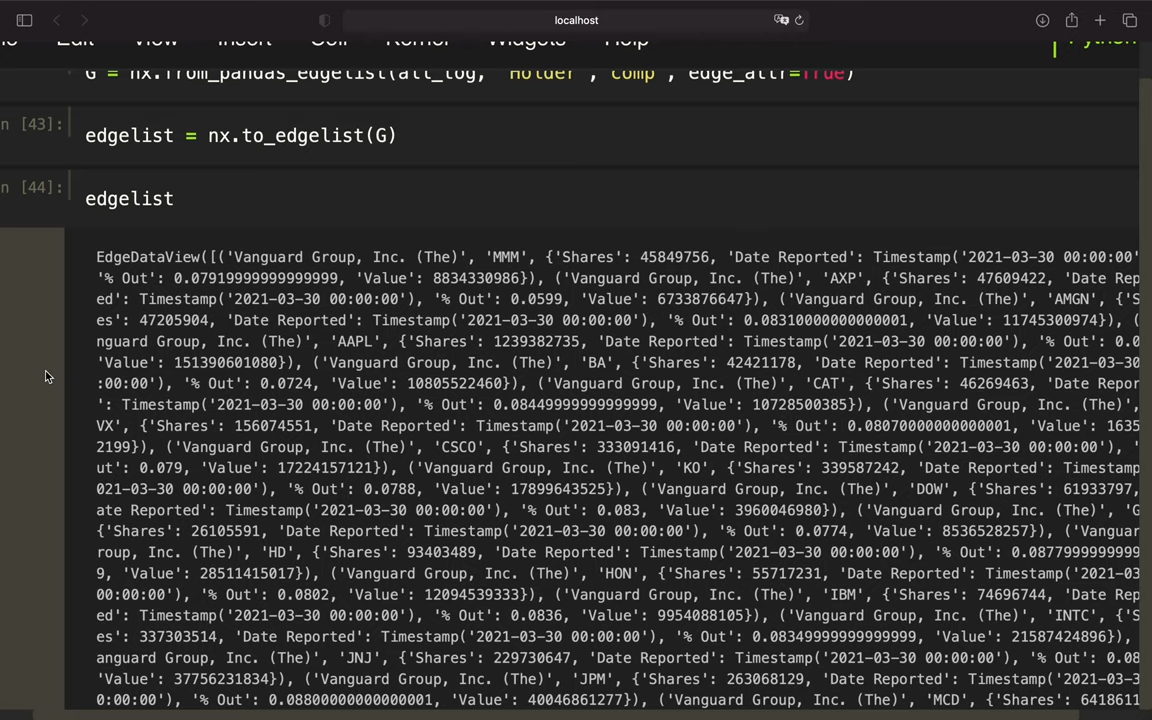 localhost
Edit View Insert Cell Kernel Widgets Help
Python
G = nx.from_pandas_edgelist(all_log, 'Holder', 'comp', edge_attr=True)
n [43]:
edgelist = nx.to_edgelist(G)
n [44]:
edgelist
EdgeDataView([('Vanguard Group, Inc. (The)', 'MMM', {'Shares': 45849756, 'Date Reported': Timestamp('2021-03-30 00:00:00'
'% Out': 0.07919999999999999, 'Value': 8834330986}), ('Vanguard Group, Inc. (The)', 'AXP', {'Shares': 47609422, 'Date Rep
ed': Timestamp('2021-03-30 00:00:00'), '% Out': 0.0599, 'Value': 6733876647}), ('Vanguard Group, Inc. (The)', 'AMGN', {'S
es': 47205904, 'Date Reported': Timestamp('2021-03-30 00:00:00'), '% Out': 0.08310000000000001, 'Value': 11745300974}), (
nguard Group, Inc. (The)', 'AAPL', {'Shares': 1239382735, 'Date Reported': Timestamp('2021-03-30 00:00:00'), '% Out': 0.0
'Value': 151390601080}), ('Vanguard Group, Inc. (The)', 'BA', {'Shares': 42421178, 'Date Reported': Timestamp('2021-03-30
:00:00'), '% Out': 0.0724, 'Value': 10805522460}), ('Vanguard Group, Inc. (The)', 'CAT', {'Shares': 46269463, 'Date Repor
': Timestamp('2021-03-30 00:00:00'), '% Out': 0.08449999999999999, 'Value': 10728500385}), ('Vanguard Group, Inc. (The)',
VX', {'Shares': 156074551, 'Date Reported': Timestamp('2021-03-30 00:00:00'), '% Out': 0.08070000000000001, 'Value': 1635
2199}), ('Vanguard Group, Inc. (The)', 'CSCO', {'Shares': 333091416, 'Date Reported': Timestamp('2021-03-30 00:00:00'),
ut': 0.079, 'Value': 17224157121}), ('Vanguard Group, Inc. (The)', 'KO', {'Shares': 339587242, 'Date Reported': Timestamp
021-03-30 00:00:00'), '% Out': 0.0788, 'Value': 17899643525}), ('Vanguard Group, Inc. (The)', 'DOW', {'Shares': 61933797,
ate Reported': Timestamp('2021-03-30 00:00:00'), '% Out': 0.083, 'Value': 3960046980}), ('Vanguard Group, Inc. (The)', 'G
{'Shares': 26105591, 'Date Reported': Timestamp('2021-03-30 00:00:00'), '% Out': 0.0774, 'Value': 8536528257}), ('Vanguar
roup, Inc. (The)', 'HD', {'Shares': 93403489, 'Date Reported': Timestamp('2021-03-30 00:00:00'), '% Out': 0.0877999999999
9, 'Value': 28511415017}), ('Vanguard Group, Inc. (The)', 'HON', {'Shares': 55717231, 'Date Reported': Timestamp('2021-03
00:00:00'), '% Out': 0.0802, 'Value': 12094539333}), ('Vanguard Group, Inc. (The)', 'IBM', {'Shares': 74696744, 'Date Rep
ed': Timestamp('2021-03-30 00:00:00'), '% Out': 0.0836, 'Value': 9954088105}), ('Vanguard Group, Inc. (The)', 'INTC', {'S
es': 337303514, 'Date Reported': Timestamp('2021-03-30 00:00:00'), '% Out': 0.08349999999999999, 'Value': 21587424896}),
anguard Group, Inc. (The)', 'JNJ', {'Shares': 229730647, 'Date Reported': Timestamp('2021-03-30 00:00:00'), '% Out': 0.08
'Value': 37756231834}), ('Vanguard Group, Inc. (The)', 'JPM', {'Shares': 263068129, 'Date Reported': Timestamp('2021-03-3
0:00:00'), '% Out': 0.08800000000000001, 'Value': 40046861277}), ('Vanguard Group, Inc. (The)', 'MCD', {'Shares': 6418611